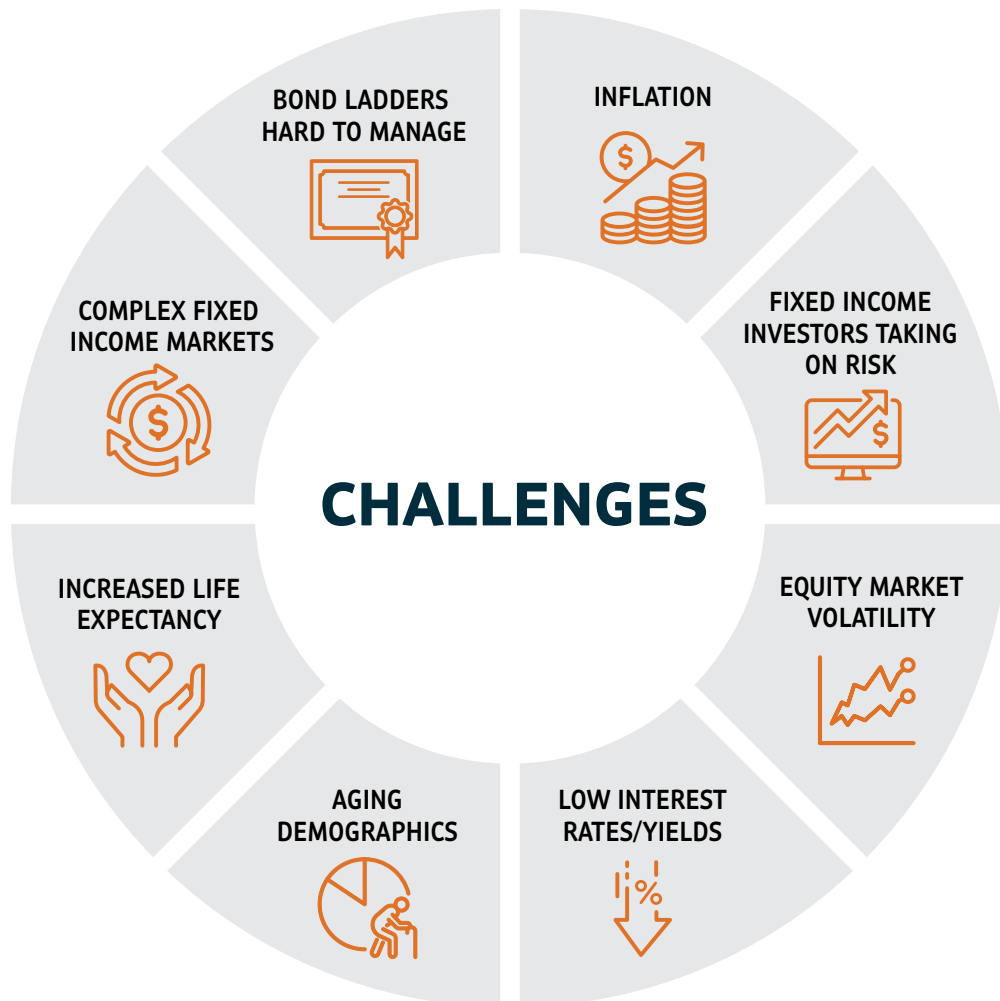 BOND LADDERS
HARD TO MANAGE
INFLATION
$
COMPLEX FIXED
INCOME MARKETS
$
FIXED INCOME
INVESTORS TAKING
ON RISK
$
CHALLENGES
INCREASED LIFE
EXPECTANCY
EQUITY MARKET
VOLATILITY
AGING
DEMOGRAPHICS
LOW INTEREST
RATES/YIELDS
%